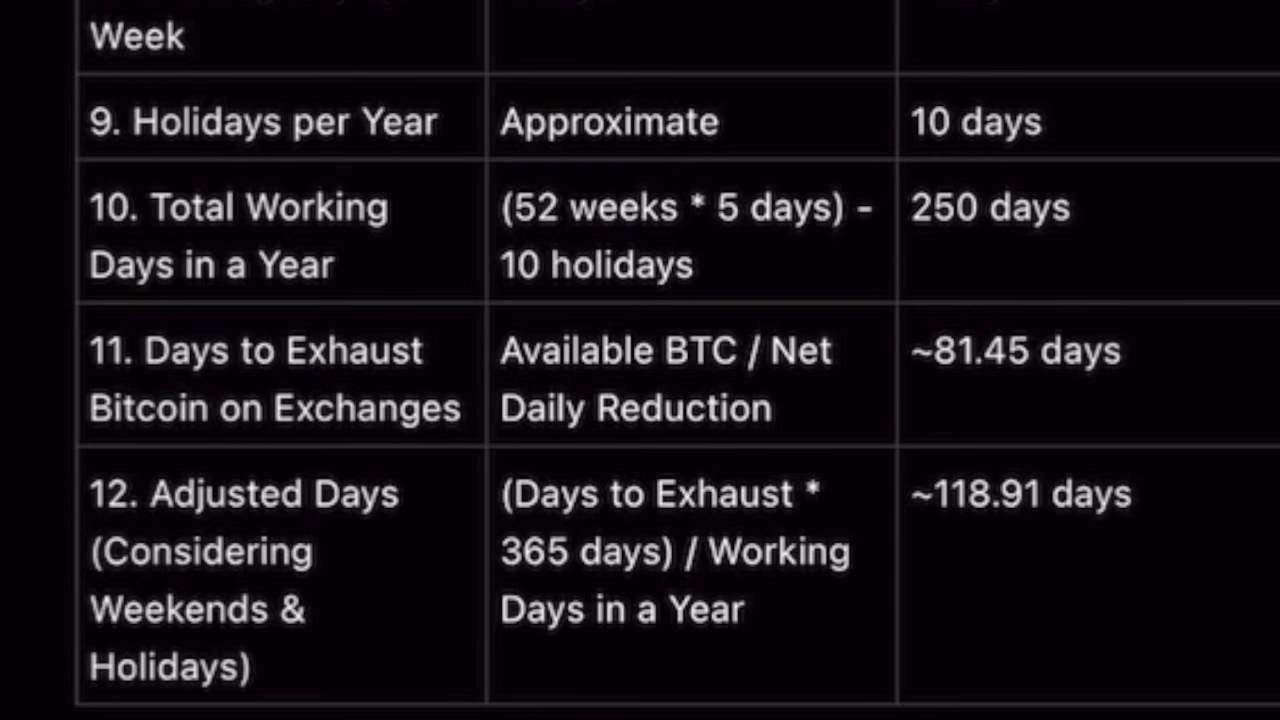 Week
9. Holidays per Year
Approximate
10 days
10. Total Working
Days in a Year
(52 weeks * 5 days) -
10 holidays
250 days
11. Days to Exhaust
Bitcoin on Exchanges
Available BTC / Net
Daily Reduction
~81.45 days
12. Adjusted Days
(Considering
Weekends &
Holidays)
(Days to Exhaust *
365 days) / Working
Days in a Year
~118.91 days